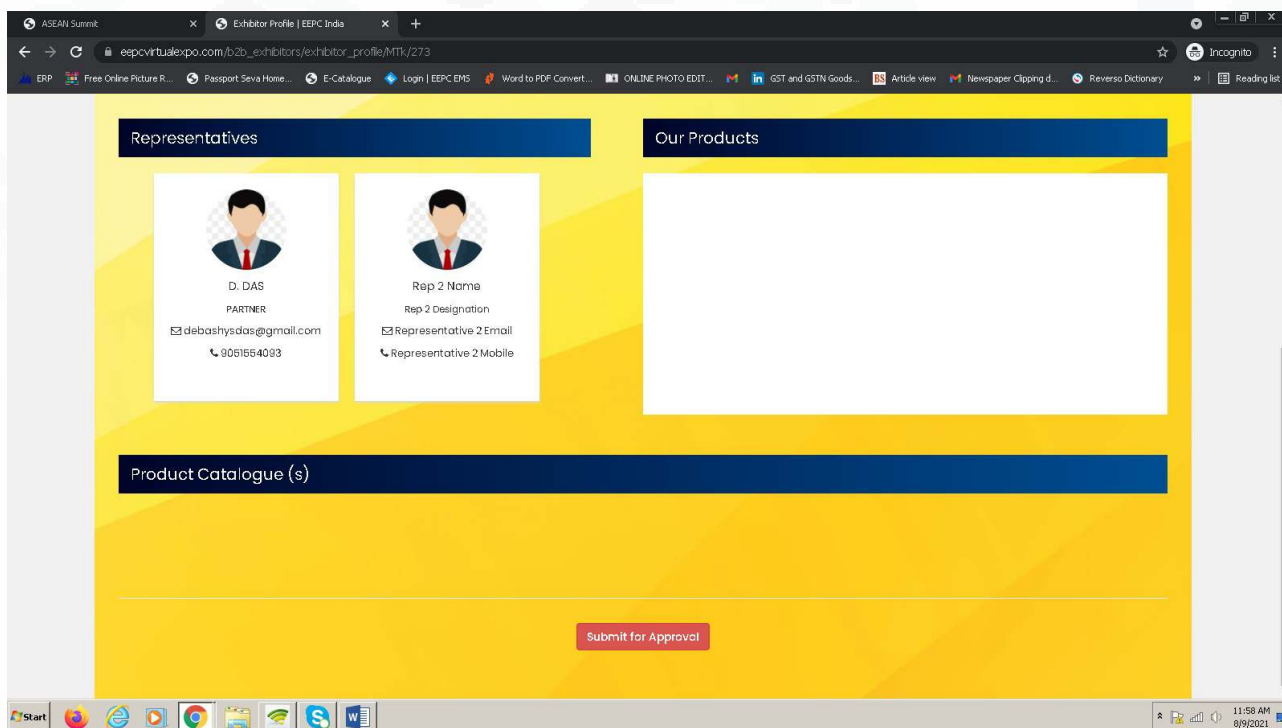 ASEAN Summit
Exhibitor Profile | EEPC India
eepcvirtualexpo.com/b2b_exhibitors/exhibitor_profile/MTk/273
Incognito
ERP Free Online Picture R... Passport Seva Home... E-Catalogue Login | EEPC EMS Word to PDF Convert... ONLINE PHOTO EDIT... GST and GSTN Goods... BS Article view Newspaper Clipping d... Reverso Dictionary » Reading list
Representatives
D. DAS
PARTNER
debashysdas@gmail.com
9051554093
Rep 2 Name
Rep 2 Designation
Representative 2 Email
Representative 2 Mobile
Our Products
Product Catalogue (s)
Submit for Approval
Start
11:58 AM
8/9/2021